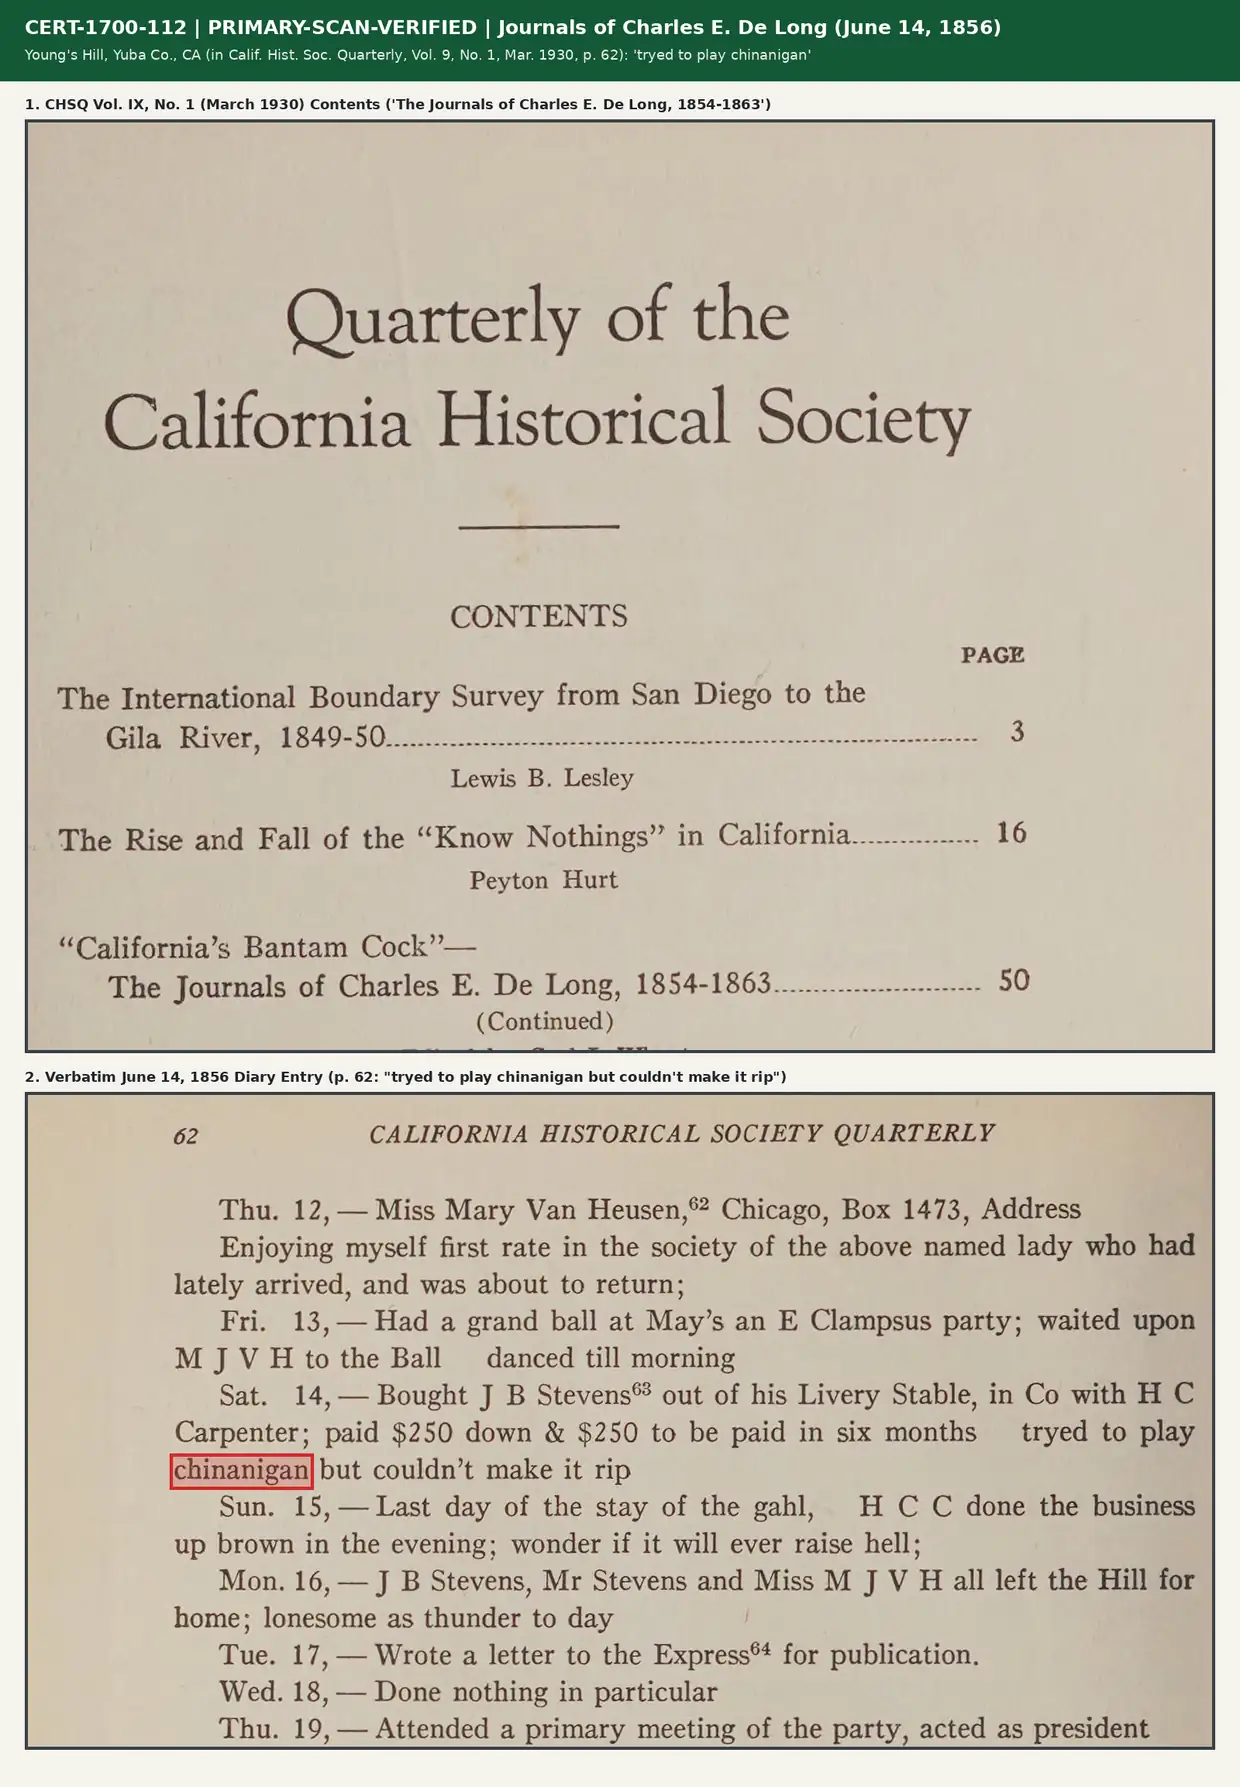 CERT-1700-112 | PRIMARY-SCAN-VERIFIED | Journals of Charles E. De Long (June 14, 1856)
Young's Hill, Yuba Co., CA (in Calif. Hist. Soc. Quarterly, Vol. 9, No. 1, Mar. 1930, p. 62): 'tryed to play chinanigan'
1. CHSQ Vol. IX, No. 1 (March 1930) Contents ('The Journals of Charles E. De Long, 1854-1863')
Quarterly of the
California Historical Society
CONTENTS
PAGE
The International Boundary Survey from San Diego to the
Gila River, 1849-50 3
Lewis B. Lesley
The Rise and Fall of the “Know Nothings” in California 16
Peyton Hurt
“California’s Bantam Cock”—
The Journals of Charles E. De Long, 1854-1863 50
(Continued)
2. Verbatim June 14, 1856 Diary Entry (p. 62: "tryed to play chinanigan but couldn't make it rip")
62 CALIFORNIA HISTORICAL SOCIETY QUARTERLY
Thu. 12, — Miss Mary Van Heusen,⁶² Chicago, Box 1473, Address
Enjoying myself first rate in the society of the above named lady who had
lately arrived, and was about to return;
Fri. 13, — Had a grand ball at May’s an E Clampsus party; waited upon
M J V H to the Ball danced till morning
Sat. 14, — Bought J B Stevens⁶³ out of his Livery Stable, in Co with H C
Carpenter; paid $250 down & $250 to be paid in six months tryed to play
chinanigan but couldn’t make it rip
Sun. 15, — Last day of the stay of the gahl, H C C done the business
up brown in the evening; wonder if it will ever raise hell;
Mon. 16, — J B Stevens, Mr Stevens and Miss M J V H all left the Hill for
home; lonesome as thunder to day
Tue. 17, — Wrote a letter to the Express⁶⁴ for publication.
Wed. 18, — Done nothing in particular
Thu. 19, — Attended a primary meeting of the party, acted as president